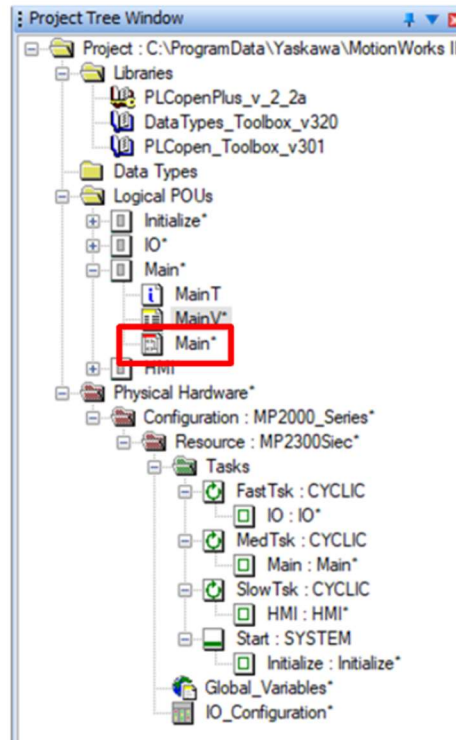 Project Tree Window
Project : C:\ProgramData\Yaskawa\MotionWorks II
Libraries
PLCopenPlus_v_2_2a
DataTypes_Toolbox_v320
PLCopen_Toolbox_v301
Data Types
Logical POUs
Initialize*
IO*
Main*
MainT
MainV*
Main*
HMI*
Physical Hardware*
Configuration : MP2000_Series*
Resource : MP2300Siec*
Tasks
FastTsk : CYCLIC
IO : IO*
MedTsk : CYCLIC
Main : Main*
SlowTsk : CYCLIC
HMI : HMI*
Start : SYSTEM
Initialize : Initialize*
Global_Variables*
IO_Configuration*